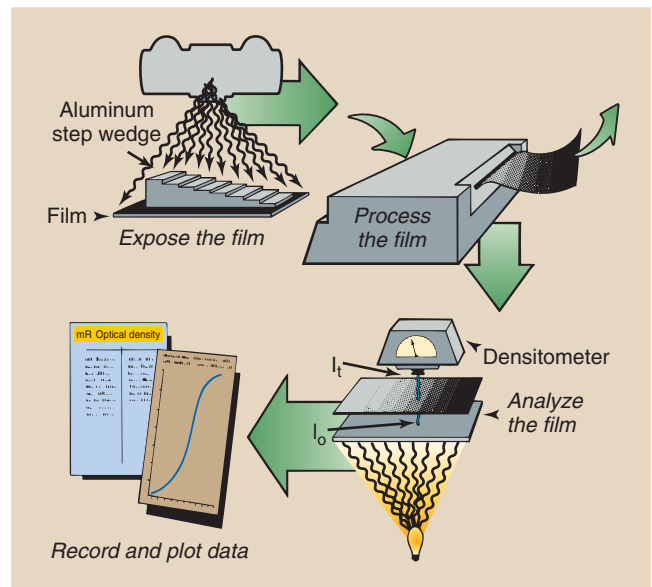 Aluminum
step wedge
Film
Expose the film
Process
the film
mR Optical density
Densitometer
It
Analyze
the film
Io
Record and plot data